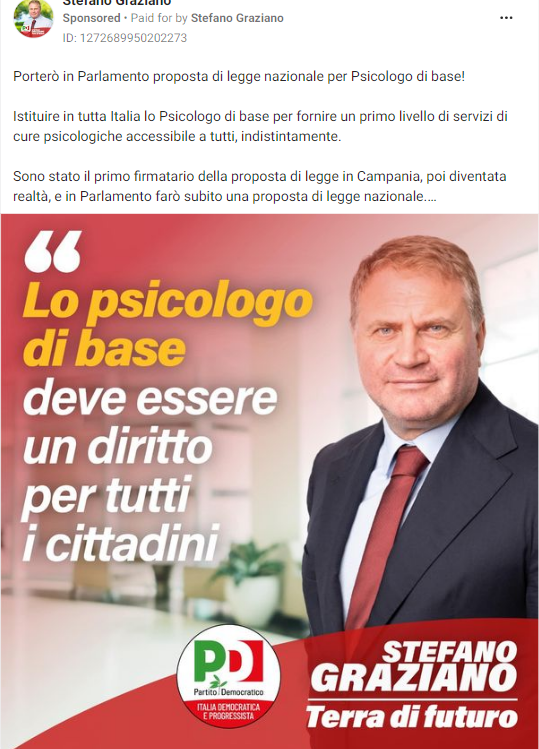 Stefano Graziano
Sponsored • Paid for by Stefano Graziano
ID: 1272689950202273
Porterò in Parlamento proposta di legge nazionale per Psicologo di base!
Istituire in tutta Italia lo Psicologo di base per fornire un primo livello di servizi di
cure psicologiche accessibile a tutti, indistintamente.
Sono stato il primo firmatario della proposta di legge in Campania, poi diventata
realtà, e in Parlamento farò subito una proposta di legge nazionale....
“
Lo psicologo
di base
deve essere
un diritto
per tutti
i cittadini
PD
Partito Democratico
ITALIA DEMOCRATICA
E PROGRESSISTA
STEFANO
GRAZIANO
Terra di futuro